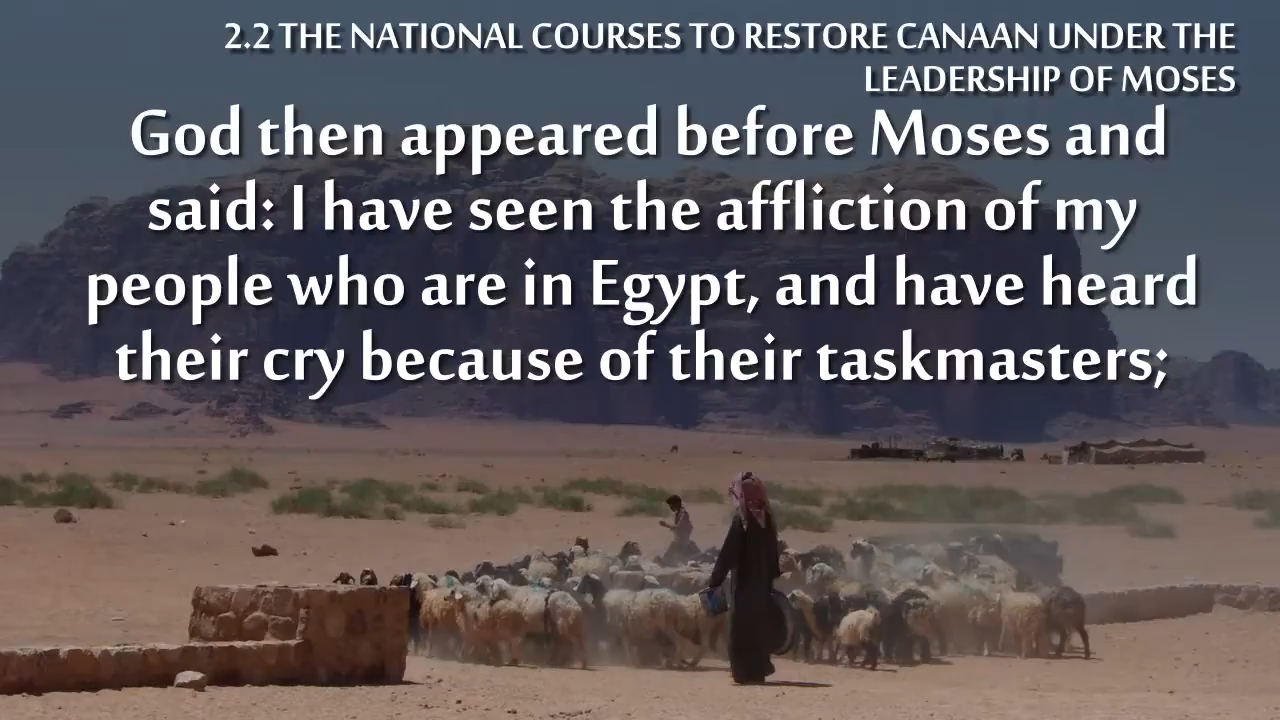 2.2 THE NATIONAL COURSES TO RESTORE CANAAN UNDER THE
LEADERSHIP OF MOSES
God then appeared before Moses and
said: I have seen the affliction of my
people who are in Egypt, and have heard
their cry because of their taskmasters;